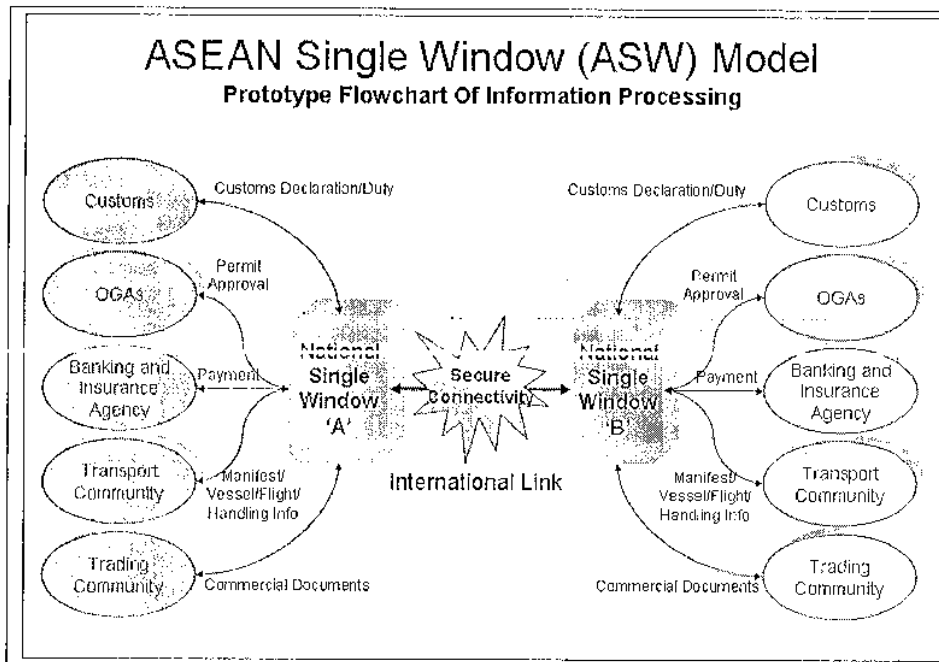 ASEAN Single Window (ASW) Model
Prototype Flowchart Of Information Processing
Customs
Customs Declaration/Duty
OGAs
Permit
Approval
Banking and
Insurance
Agency
Payment
Transport
Community
Manifest/
Vessel/Flight/
Handling Info
Trading
Community
Commercial Documents
National
Single
Window
'A'
Secure
Connectivity
International Link
National
Single
Window
'B'
Customs Declaration/Duty
Customs
Permit
Approval
OGAs
Payment
Banking and
Insurance
Agency
Manifest/
Vessel/Flight/
Handling Info
Transport
Community
Commercial Documents
Trading
Community